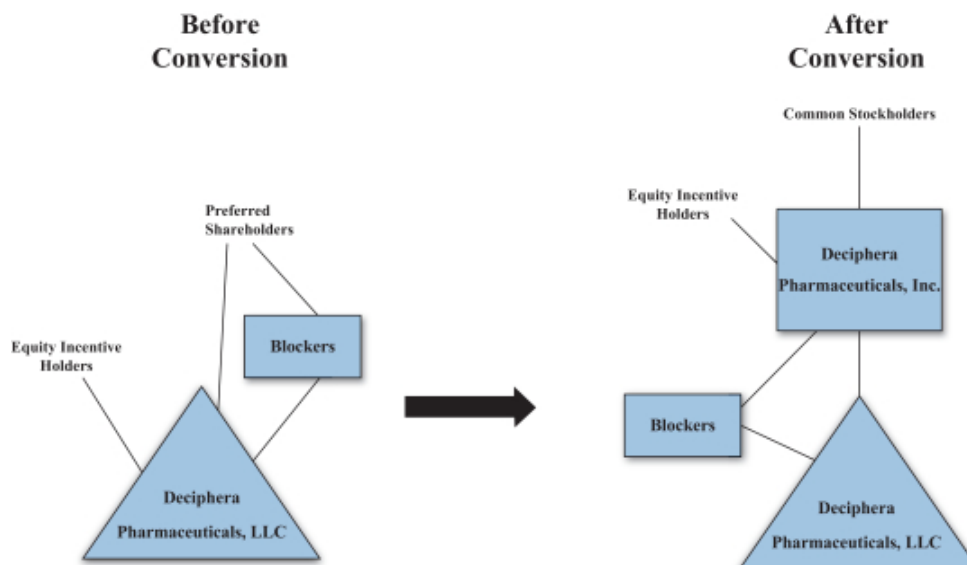 Before
Conversion
Preferred
Shareholders
Blockers
Equity Incentive
Holders
Deciphera
Pharmaceuticals, LLC
After
Conversion
Common Stockholders
Equity Incentive
Holders
Deciphera
Pharmaceuticals, Inc.
Blockers
Deciphera
Pharmaceuticals, LLC